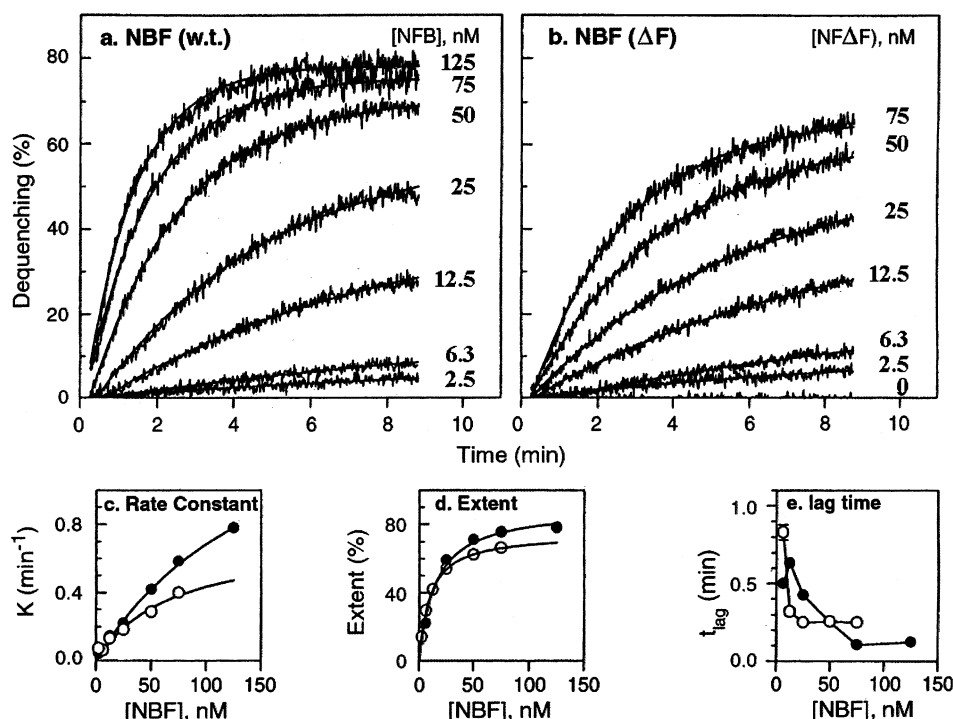 a. NBF (w.t.)
[NFB], nM
125
75
50
25
12.5
6.3
2.5
b. NBF (ΔF)
[NFΔF), nM
75
50
25
12.5
6.3
2.5
0
Dequenching (%)
80
60
40
20
0
0 2 4 6 8 10
0 2 4 6 8 10
Time (min)
c. Rate Constant
K (min⁻¹)
0.8
0.4
0.0
0 50 100 150
[NBF], nM
d. Extent
Extent (%)
80
40
0
0 50 100 150
[NBF], nM
e. lag time
t_lag (min)
1.0
0.5
0.0
0 50 100 150
[NBF], nM